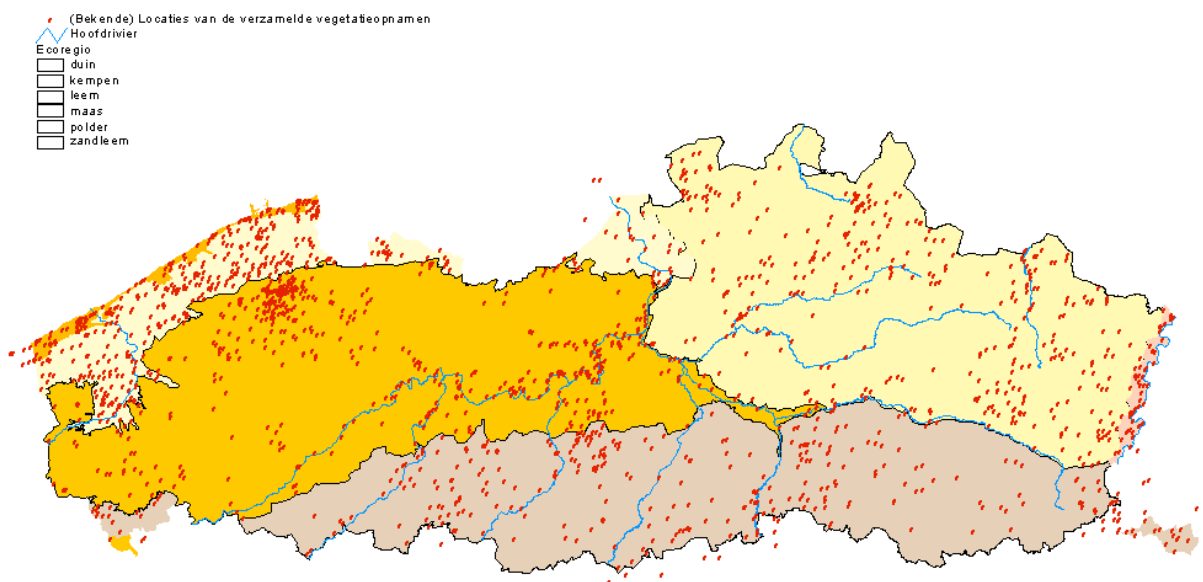 (Bekende) Locaties van de verzamelde vegetatieopnamen
Hoofdrivier
Ecoregio
duin
kempen
leem
maas
polder
zandleem